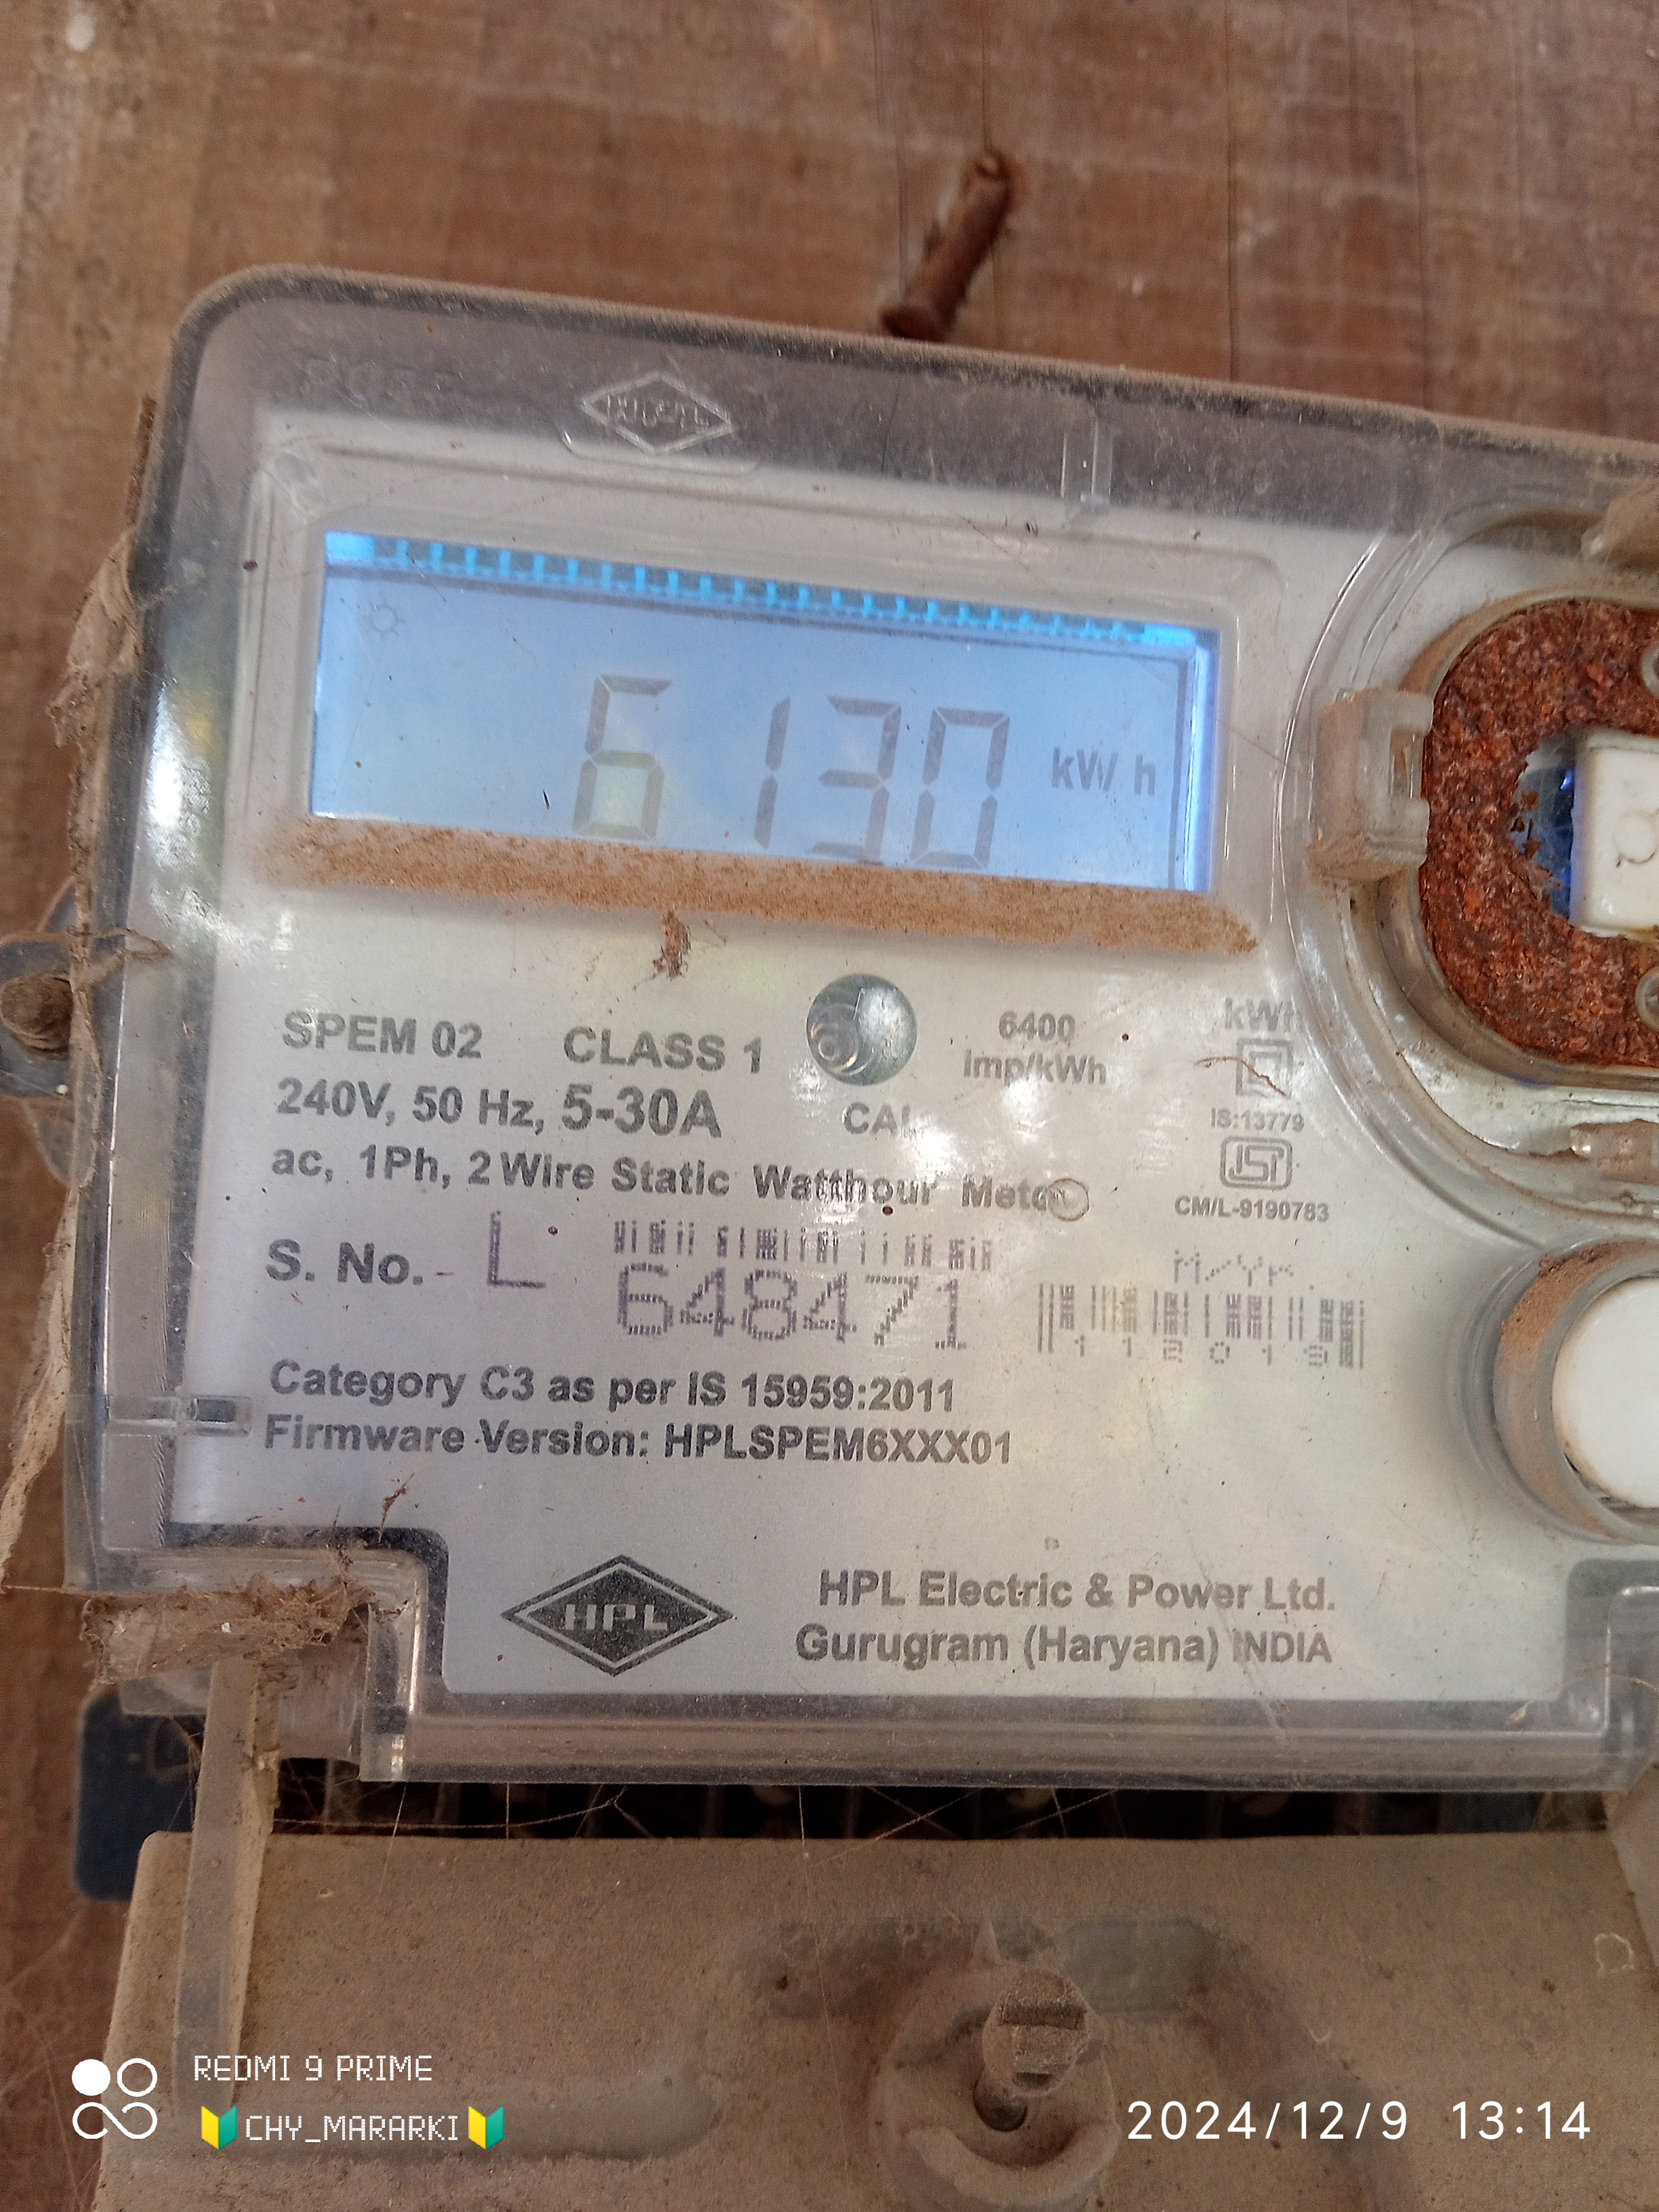 6130 kWh
SPEM 02 CLASS 1
6400
imp/kWh
kWh
240V, 50 Hz, 5-30A
CAL
IS:13779
ac, 1Ph, 2 Wire Static Watthour Meter
ISI
CM/L-9190783
S. No. - L 648471
Category C3 as per IS 15959:2011
Firmware Version: HPLSPEM6XXX01
HPL
HPL Electric & Power Ltd.
Gurugram (Haryana) INDIA
REDMI 9 PRIME
🔰CHY_MARARKI🔰
2024/12/9 13:14